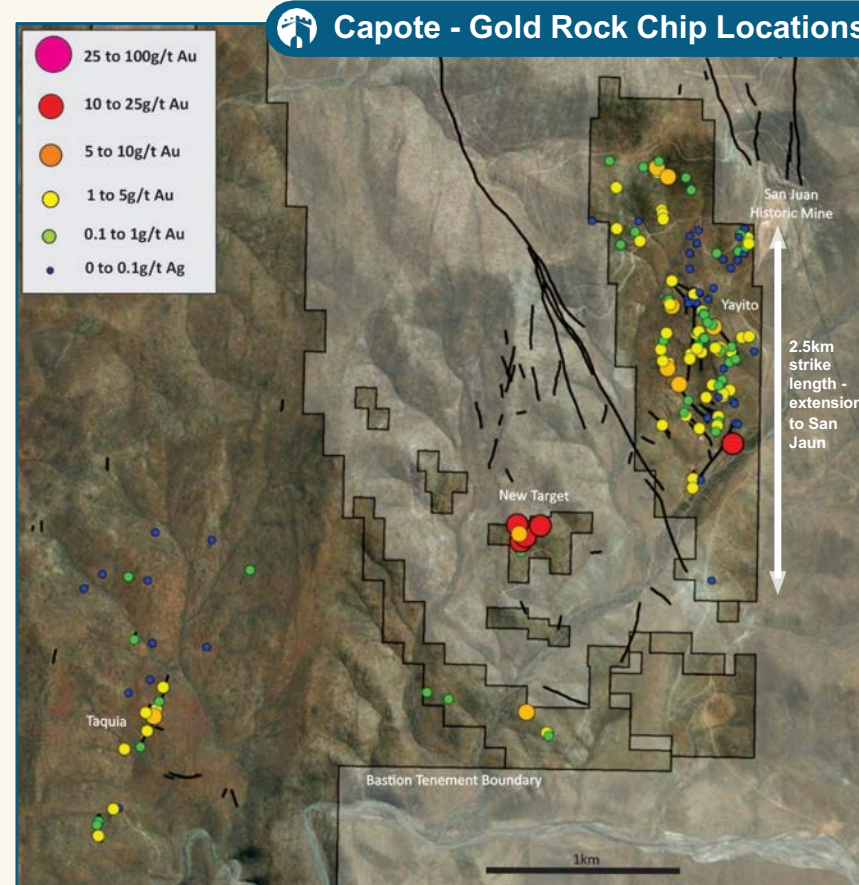 Capote - Gold Rock Chip Locations
25 to 100g/t Au
10 to 25g/t Au
5 to 10g/t Au
1 to 5g/t Au
0.1 to 1g/t Au
0 to 0.1g/t Ag
San Juan
Historic Mine
Yayito
2.5km
strike
length -
extension
to San
Jaun
New Target
Taquia
Bastion Tenement Boundary
1km